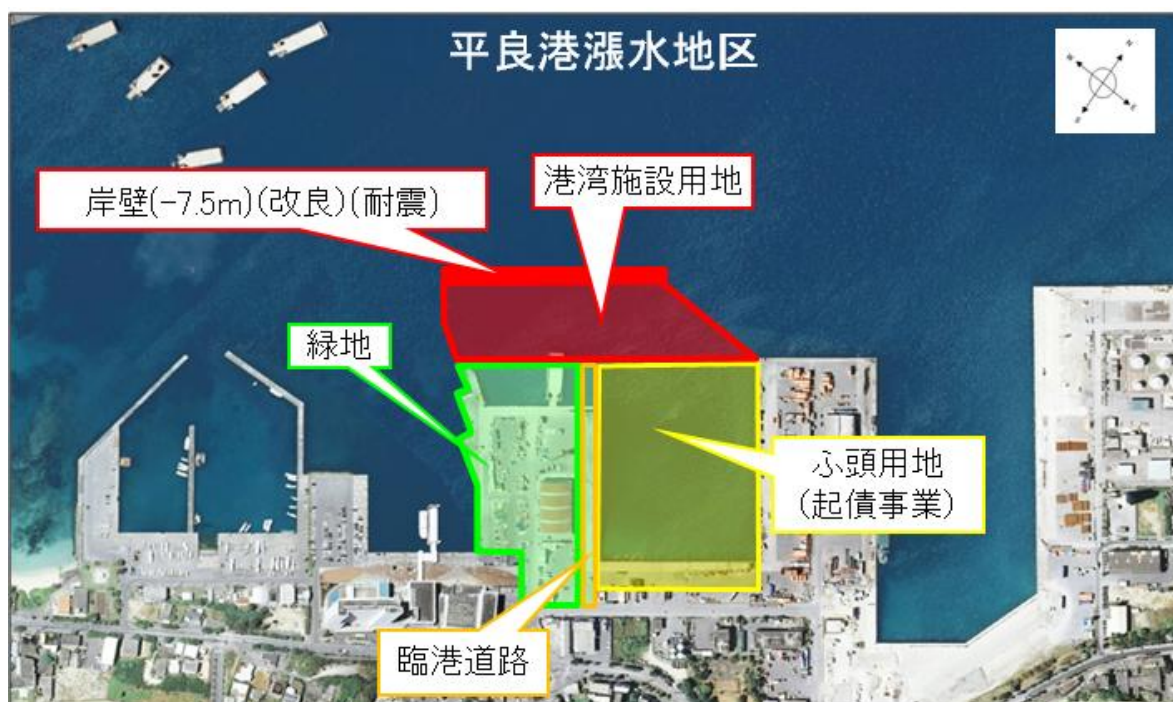 平良港漲水地区
港湾施設用地
岸壁(-7.5m)(改良)(耐震)
緑地
ふ頭用地
(起債事業)
臨港道路